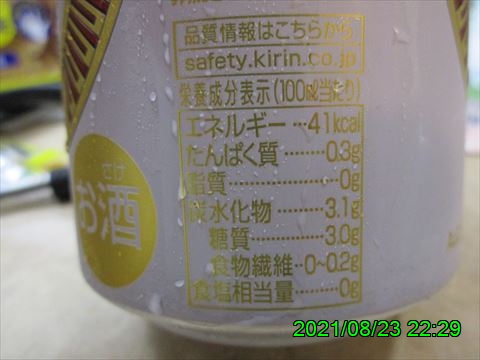 品質情報はこちらから
safety.kirin.co.jp
栄養成分表示(100ml当たり)
エネルギー…41kcal
たんぱく質………0.3g
脂質………………0g
炭水化物………3.1g
糖質………3.0g
食物繊維…0~0.2g
食塩相当量………0g
さけ
お酒
2021/08/23 22:29